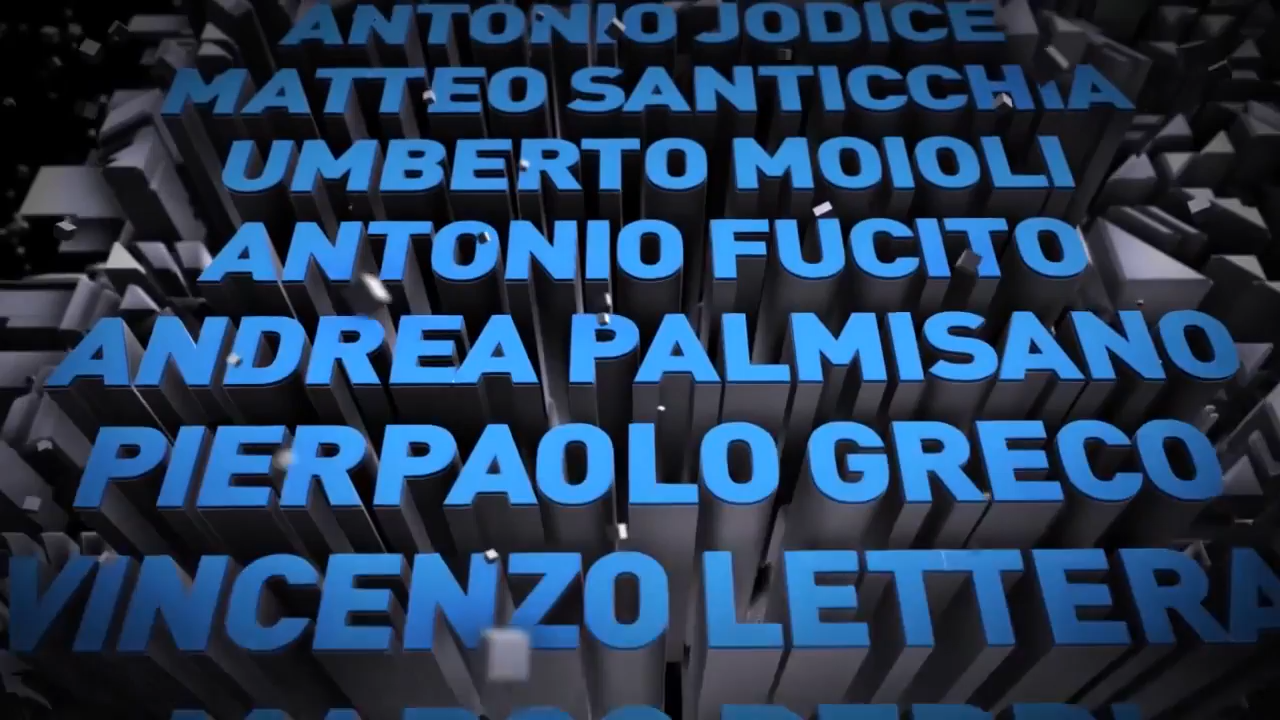 ANTONIO JODICE
MATTEO SANTICCHIA
UMBERTO MOIOLI
ANTONIO FUCITO
ANDREA PALMISANO
PIERPAOLO GRECO
VINCENZO LETTERA